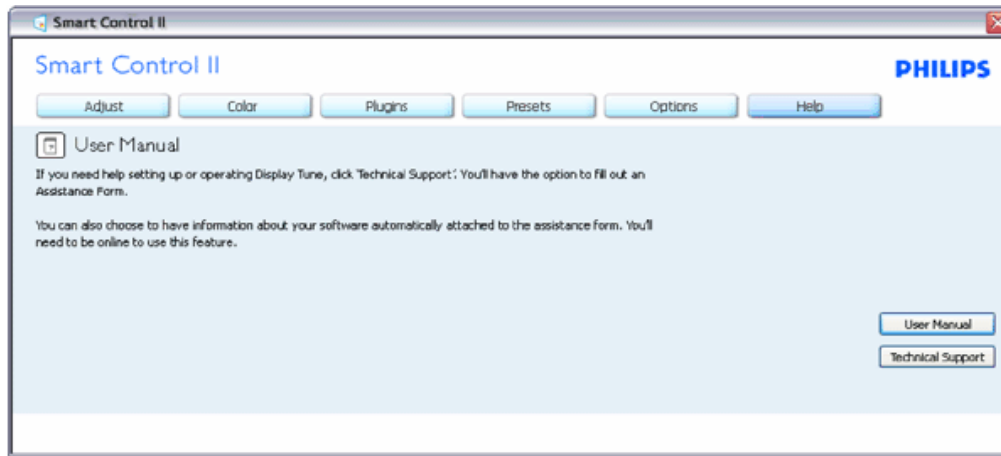 Smart Control II
Smart Control II
PHILIPS
Adjust
Color
Plugins
Presets
Options
Help
User Manual
If you need help setting up or operating Display Tune, click 'Technical Support'. You'll have the option to fill out an
Assistance Form.
You can also choose to have information about your software automatically attached to the assistance form. You'll
need to be online to use this feature.
User Manual
Technical Support